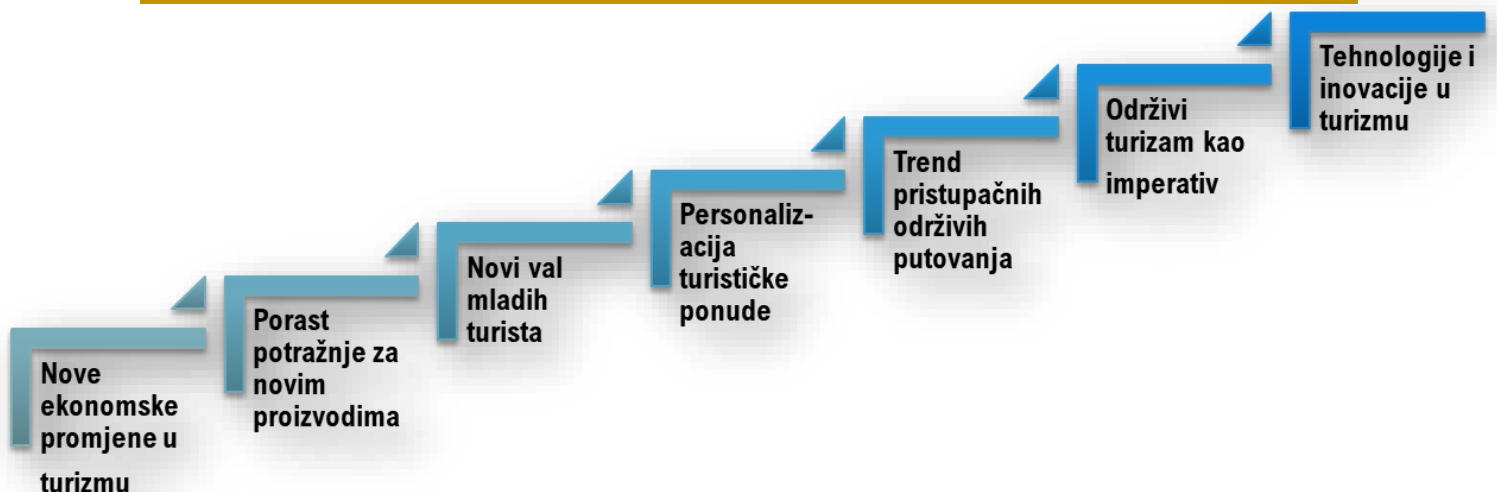 Nove
ekonomske
promjene u
turizmu
Porast
potražnje za
novim
proizvodima
Novi val
mladih
turista
Personaliz-
acija
turističke
ponude
Trend
pristupačnih
održivih
putovanja
Održivi
turizam kao
imperativ
Tehnologije i
inovacije u
turizmu